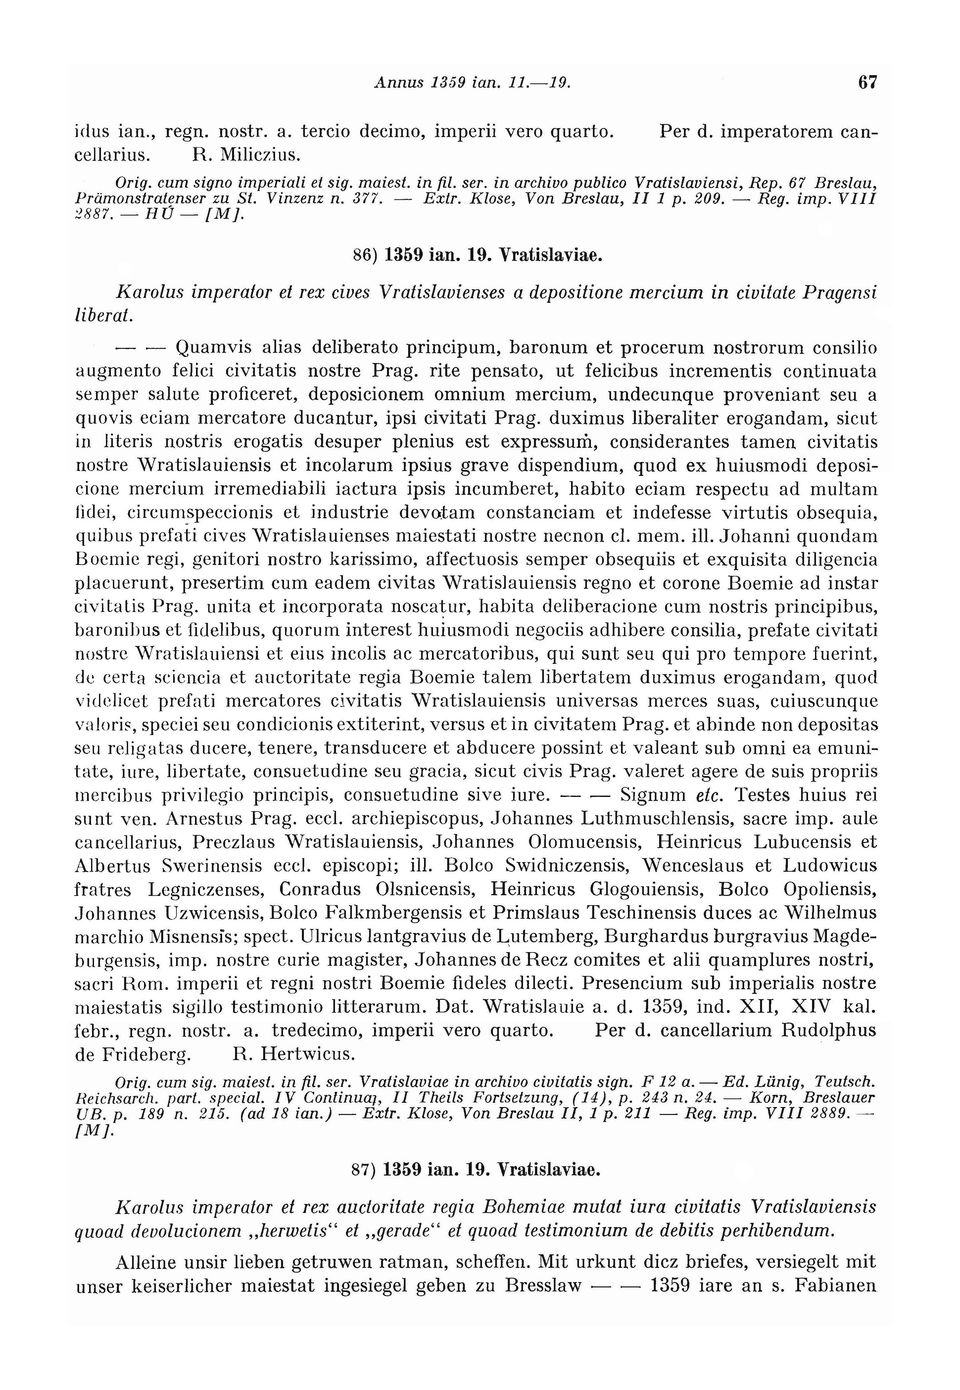 Annus 1359 ian. 11.—19. 67
idus ian., regn. nostr. a. tercio decimo, imperii vero quarto. Per d. imperatorem can-
cellarius. R. Miliczius.
Orig. cum signo imperiali et sig. maiest. in fil. ser. in archivo publico Vratislaviensi, Rep. 67 Breslau,
Prämonstratenser zu St. Vinzenz n. 377. — Extr. Klose, Von Breslau, II 1 p. 209. — Reg. imp. VIII
2887. — HÚ — [M].
86) 1359 ian. 19. Vratislaviae.
Karolus imperator et rex cives Vratislavienses a depositione mercium in civitate Pragensi
liberat.
— — Quamvis alias deliberato principum, baronum et procerum nostrorum consilio
augmento felici civitatis nostre Prag. rite pensato, ut felicibus incrementis continuata
semper salute proficeret, deposicionem omnium mercium, undecunque proveniant seu a
quovis eciam mercatore ducantur, ipsi civitati Prag. duximus liberaliter erogandam, sicut
in literis nostris erogatis desuper plenius est expressum, considerantes tamen civitatis
nostre Wratislauiensis et incolarum ipsius grave dispendium, quod ex huiusmodi deposi-
cione mercium irremediabili iactura ipsis incumberet, habito eciam respectu ad multam
fidei, circumspeccionis et industrie devotam constanciam et indefesse virtutis obsequia,
quibus prefati cives Wratislauienses maiestati nostre necnon cl. mem. ill. Johanni quondam
Boemie regi, genitori nostro karissimo, affectuosis semper obsequiis et exquisita diligencia
placuerunt, presertim cum eadem civitas Wratislauiensis regno et corone Boemie ad instar
civitatis Prag. unita et incorporata noscatur, habita deliberacione cum nostris principibus,
baronibus et fidelibus, quorum interest huiusmodi negociis adhibere consilia, prefate civitati
nostre Wratislauiensi et eius incolis ac mercatoribus, qui sunt seu qui pro tempore fuerint,
de certa sciencia et auctoritate regia Boemie talem libertatem duximus erogandam, quod
videlicet prefati mercatores civitatis Wratislauiensis universas merces suas, cuiuscunque
valoris, speciei seu condicionis extiterint, versus et in civitatem Prag. et abinde non depositas
seu religatas ducere, tenere, transducere et abducere possint et valeant sub omni ea emuni-
tate, iure, libertate, consuetudine seu gracia, sicut civis Prag. valeret agere de suis propriis
mercibus privilegio principis, consuetudine sive iure. — — Signum etc. Testes huius rei
sunt ven. Arnestus Prag. eccl. archiepiscopus, Johannes Luthmuschlensis, sacre imp. aule
cancellarius, Preczlaus Wratislauiensis, Johannes Olomucensis, Heinricus Lubucensis et
Albertus Swerinensis eccl. episcopi; ill. Bolco Swidniczensis, Wenceslaus et Ludowicus
fratres Legniczenses, Conradus Olsnicensis, Heinricus Glogouiensis, Bolco Opoliensis,
Johannes Uzwicensis, Bolco Falkmbergensis et Primslaus Teschinensis duces ac Wilhelmus
marchio Misnensis; spect. Ulricus lantgravius de Lutemberg, Burghardus burgravius Magde-
burgensis, imp. nostre curie magister, Johannes de Recz comites et alii quamplures nostri,
sacri Rom. imperii et regni nostri Boemie fideles dilecti. Presencium sub imperialis nostre
maiestatis sigillo testimonio litterarum. Dat. Wratislauie a. d. 1359, ind. XII, XIV kal.
febr., regn. nostr. a. tredecimo, imperii vero quarto. Per d. cancellarium Rudolphus
de Frideberg. R. Hertwicus.
Orig. cum sig. maiest. in fil. ser. Vratislaviae in archivo civitatis sign. F 12 a. — Ed. Lünig, Teutsch.
Reichsarch. part. special. IV Continuaţ, II Theils Fortsetzung, (14), p. 243 n. 24. — Korn, Breslauer
UB. p. 189 n. 215. (ad 18 ian.) — Extr. Klose, Von Breslau II, 1 p. 211 — Reg. imp. VIII 2889. —
[M].
87) 1359 ian. 19. Vratislaviae.
Karolus imperator et rex auctoritate regia Bohemiae mutat iura civitatis Vratislaviensis
quoad devolucionem „herwetis“ et „gerade“ et quoad testimonium de debitis perhibendum.
Alleine unsir lieben getruwen ratman, scheffen. Mit urkunt dicz briefes, versiegelt mit
unser keiserlicher maiestat ingesiegel geben zu Bresslaw — — 1359 iare an s. Fabianen